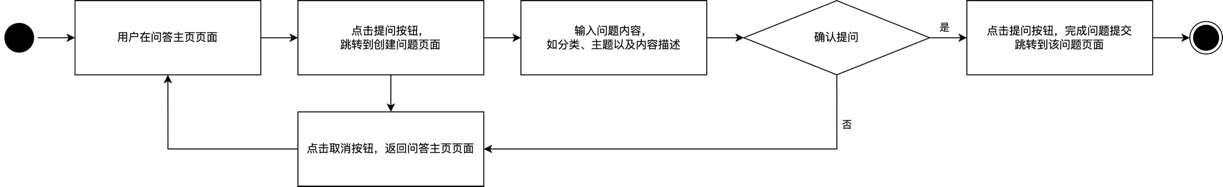 用户在问答主页页面
点击提问按钮，
跳转到创建问题页面
输入问题内容，
如分类、主题以及内容描述
确认提问
是
点击提问按钮，完成问题提交
跳转到该问题页面
否
点击取消按钮，返回问答主页页面